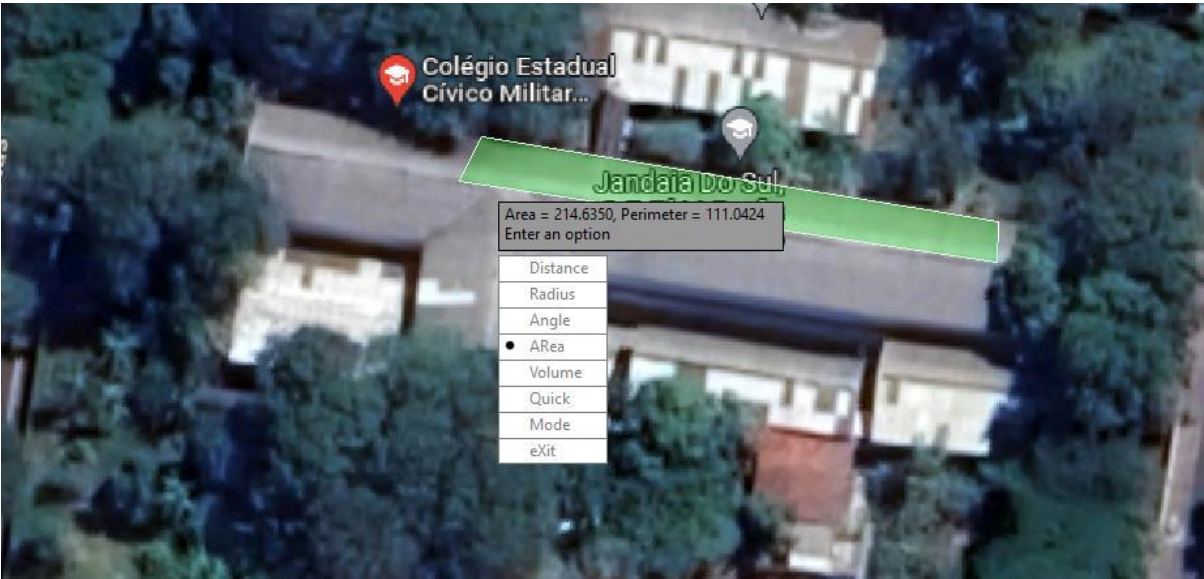 Colégio Estadual
Cívico Militar...
Jandaia Do Sul,
Area = 214.6350, Perimeter = 111.0424
Enter an option
Distance
Radius
Angle
ARea
Volume
Quick
Mode
eXit